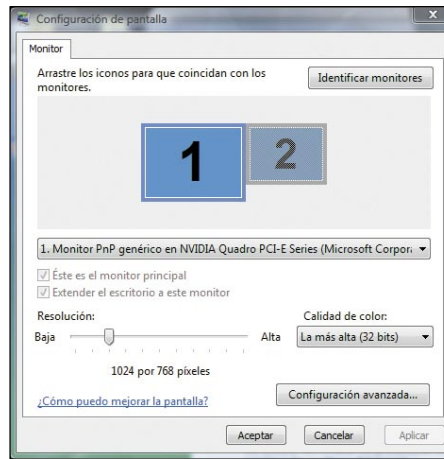 Configuración de pantalla
Monitor
Arrastre los iconos para que coincidan con los
monitores.
Identificar monitores
1
2
1. Monitor PnP genérico en NVIDIA Quadro PCI-E Series (Microsoft Corpor
Éste es el monitor principal
Extender el escritorio a este monitor
Resolución:
Baja
Alta
1024 por 768 píxeles
Calidad de color:
La más alta (32 bits)
¿Cómo puedo mejorar la pantalla?
Configuración avanzada...
Aceptar
Cancelar
Aplicar